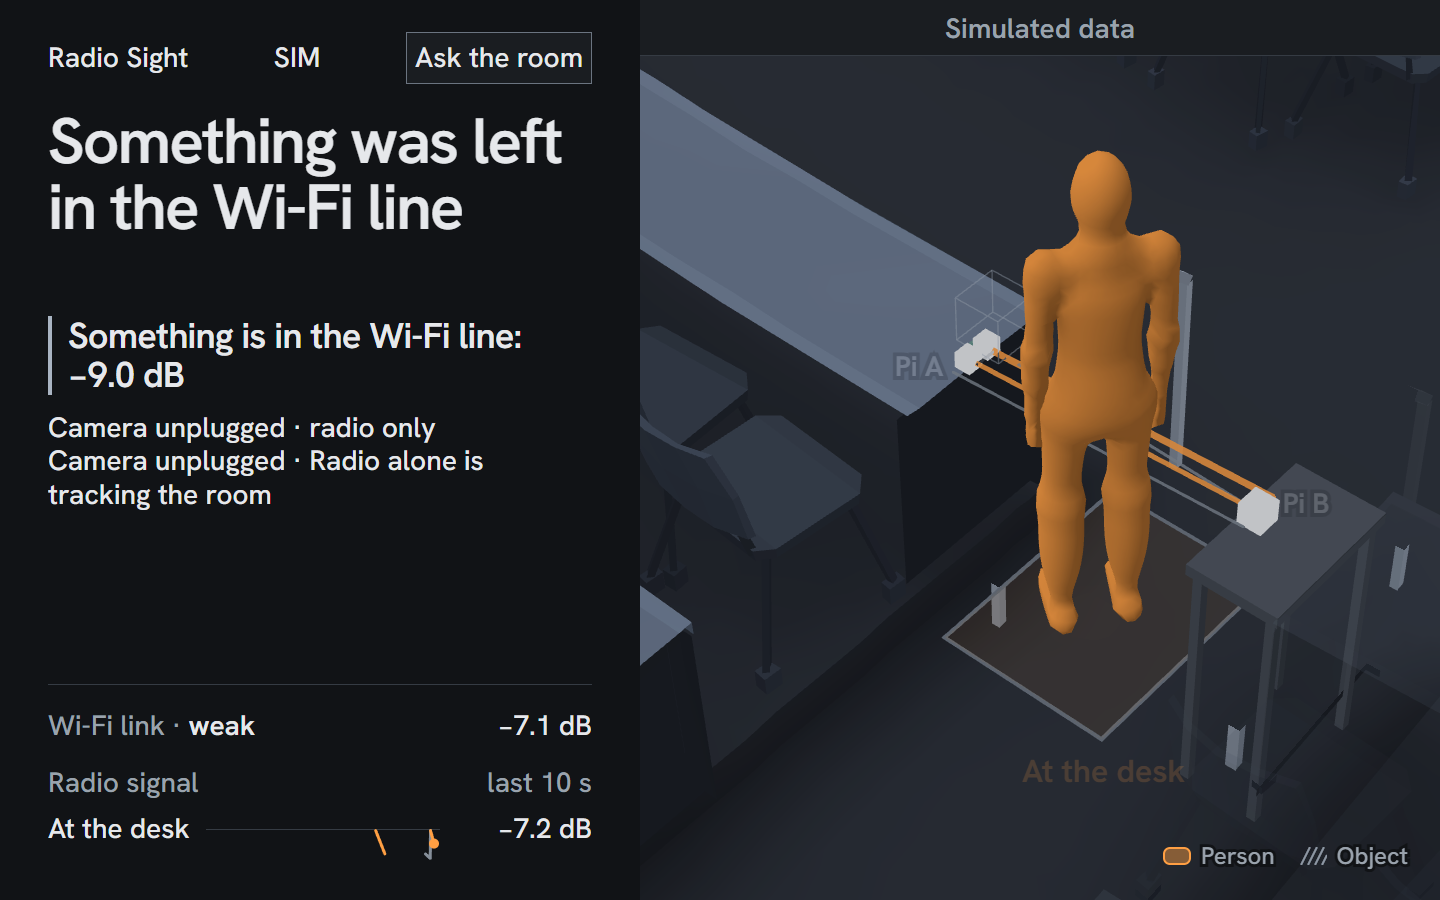 Radio Sight
SIM
Ask the room
Something was left
in the Wi-Fi line
Something is in the Wi-Fi line:
−9.0 dB
Camera unplugged · radio only
Camera unplugged · Radio alone is
tracking the room
Wi-Fi link · weak
−7.1 dB
Radio signal
last 10 s
At the desk
−7.2 dB
Simulated data
Pi A
Pi B
At the desk
Person
Object